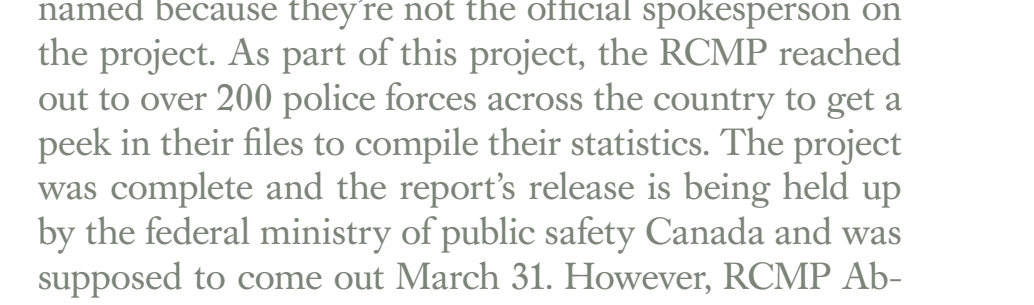 named because they’re not the official spokesperson on
the project. As part of this project, the RCMP reached
out to over 200 police forces across the country to get a
peek in their files to compile their statistics. The project
was complete and the report’s release is being held up
by the federal ministry of public safety Canada and was
supposed to come out March 31. However, RCMP Ab-